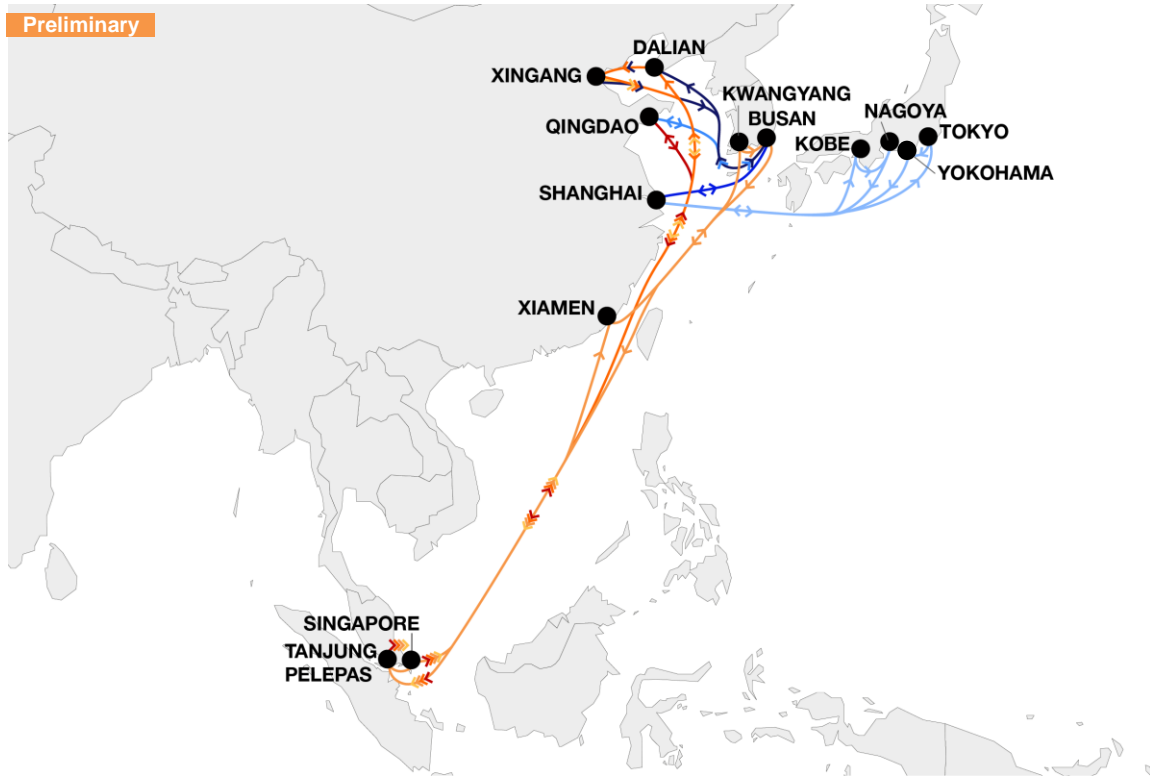 Preliminary
DALIAN
XINGANG
KWANGYANG
NAGOYA
BUSAN
TOKYO
QINGDAO
KOBE
YOKOHAMA
SHANGHAI
XIAMEN
SINGAPORE
TANJUNG
PELEPAS